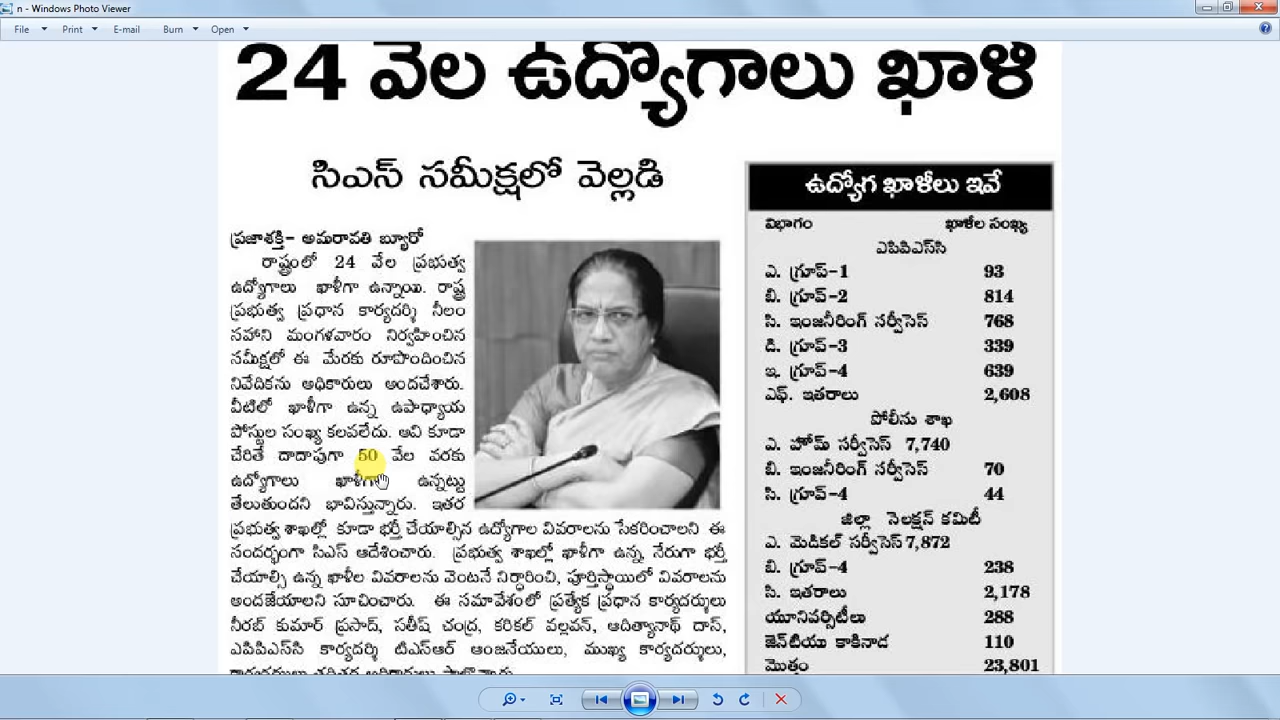 n - Windows Photo Viewer
File Print E-mail Burn Open
24 వేల ఉద్యోగాలు ఖాళీ
సిఎస్ సమీక్షలో వెల్లడి
ప్రజాశక్తి- అమరావతి బ్యూరో
రాష్ట్రంలో 24 వేల ప్రభుత్వ
ఉద్యోగాలు ఖాళీగా ఉన్నాయి. రాష్ట్ర
ప్రభుత్వ ప్రధాన కార్యదర్శి నీలం
సహాని మంగళవారం నిర్వహించిన
సమీక్షలో ఈ మేరకు రూపొందించిన
నివేదికను అధికారులు అందచేశారు.
వీటిలో ఖాళీగా ఉన్న ఉపాధ్యాయ
పోస్టుల సంఖ్య కలవలేదు. అవి కూడా
చేరితే దాదాపుగా 50 వేల వరకు
ఉద్యోగాలు ఖాళీగా ఉన్నట్టు
తేలుతుందని భావిస్తున్నారు. ఇతర
ప్రభుత్వ శాఖల్లో కూడా భర్తీ చేయాల్సిన ఉద్యోగాల వివరాలను సేకరించాలని ఈ
సందర్భంగా సిఎస్ ఆదేశించారు. ప్రభుత్వ శాఖల్లో ఖాళీగా ఉన్న, నేరుగా భర్తీ
చేయాల్సి ఉన్న ఖాళీల వివరాలను వెంటనే నిర్ధారించి, పూర్తిస్థాయిలో వివరాలను
అందజేయాలని సూచించారు. ఈ సమావేశంలో ప్రత్యేక ప్రధాన కార్యదర్శులు
నీరబ్ కుమార్ ప్రసాద్, సతీష్ చంద్ర, కరికల్ వల్లవన్, ఆదిత్యానాథ్ దాస్,
ఎపిపిఎస్‌సి కార్యదర్శి టిఎస్ఆర్ ఆంజనేయులు, ముఖ్య కార్యదర్శులు,
ఉద్యోగ ఖాళీలు ఇవే
విభాగం ఖాళీల సంఖ్య
ఎపిపిఎస్‌సి
ఎ. గ్రూప్-1 93
బి. గ్రూప్-2 814
సి. ఇంజనీరింగ్ సర్వీసెస్ 768
డి. గ్రూప్-3 339
ఇ. గ్రూప్-4 639
ఎఫ్. ఇతరాలు 2,608
పోలీసు శాఖ
ఎ. హోమ్ సర్వీసెస్ 7,740
బి. ఇంజనీరింగ్ సర్వీసెస్ 70
సి. గ్రూప్-4 44
జిల్లా సెలక్షన్ కమిటీ
ఎ. మెడికల్ సర్వీసెస్ 7,872
బి. గ్రూప్-4 238
సి. ఇతరాలు 2,178
యూనివర్సిటీలు 288
జెన్‌టియు కాకినాడ 110
మొత్తం 23,801